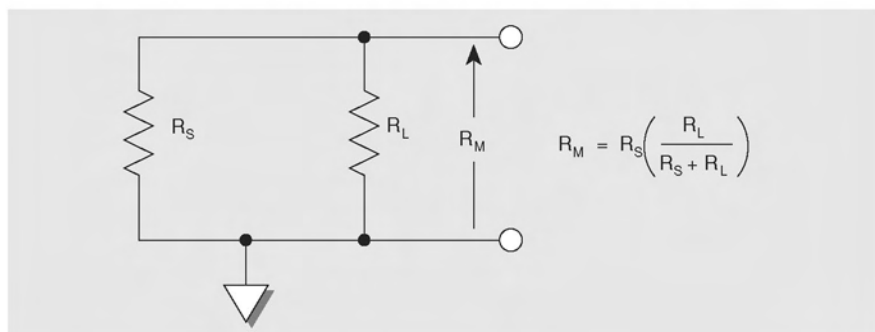 R_S
R_L
R_M
R_M = R_S ( R_L / (R_S + R_L) )